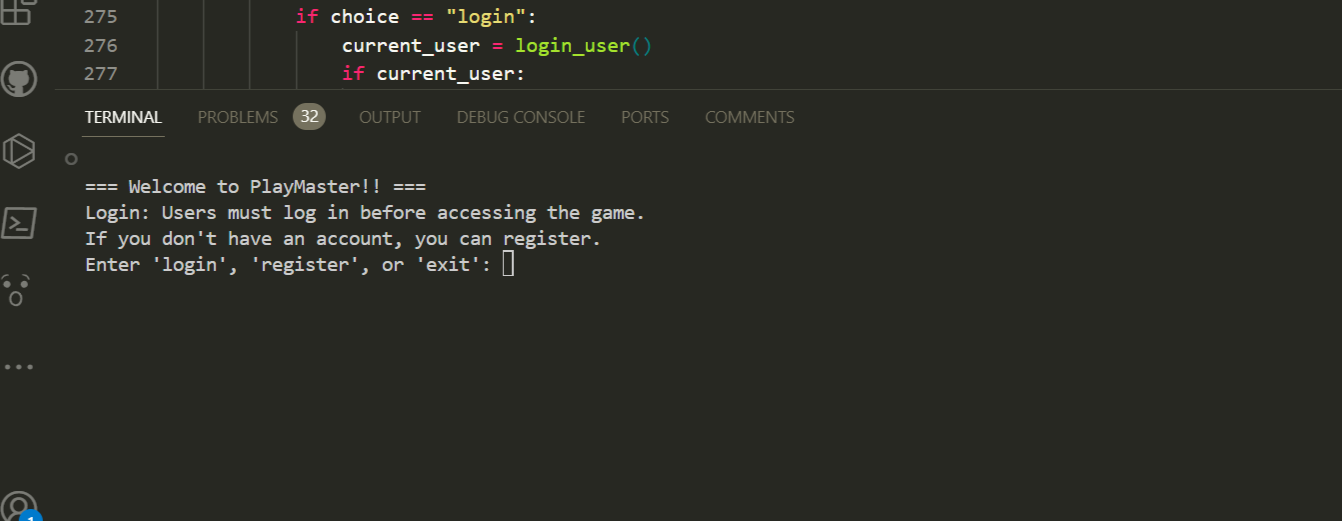 275 if choice == "login":
276 current_user = login_user()
277 if current_user:
TERMINAL PROBLEMS 32 OUTPUT DEBUG CONSOLE PORTS COMMENTS
=== Welcome to PlayMaster!! ===
Login: Users must log in before accessing the game.
If you don't have an account, you can register.
Enter 'login', 'register', or 'exit':
1